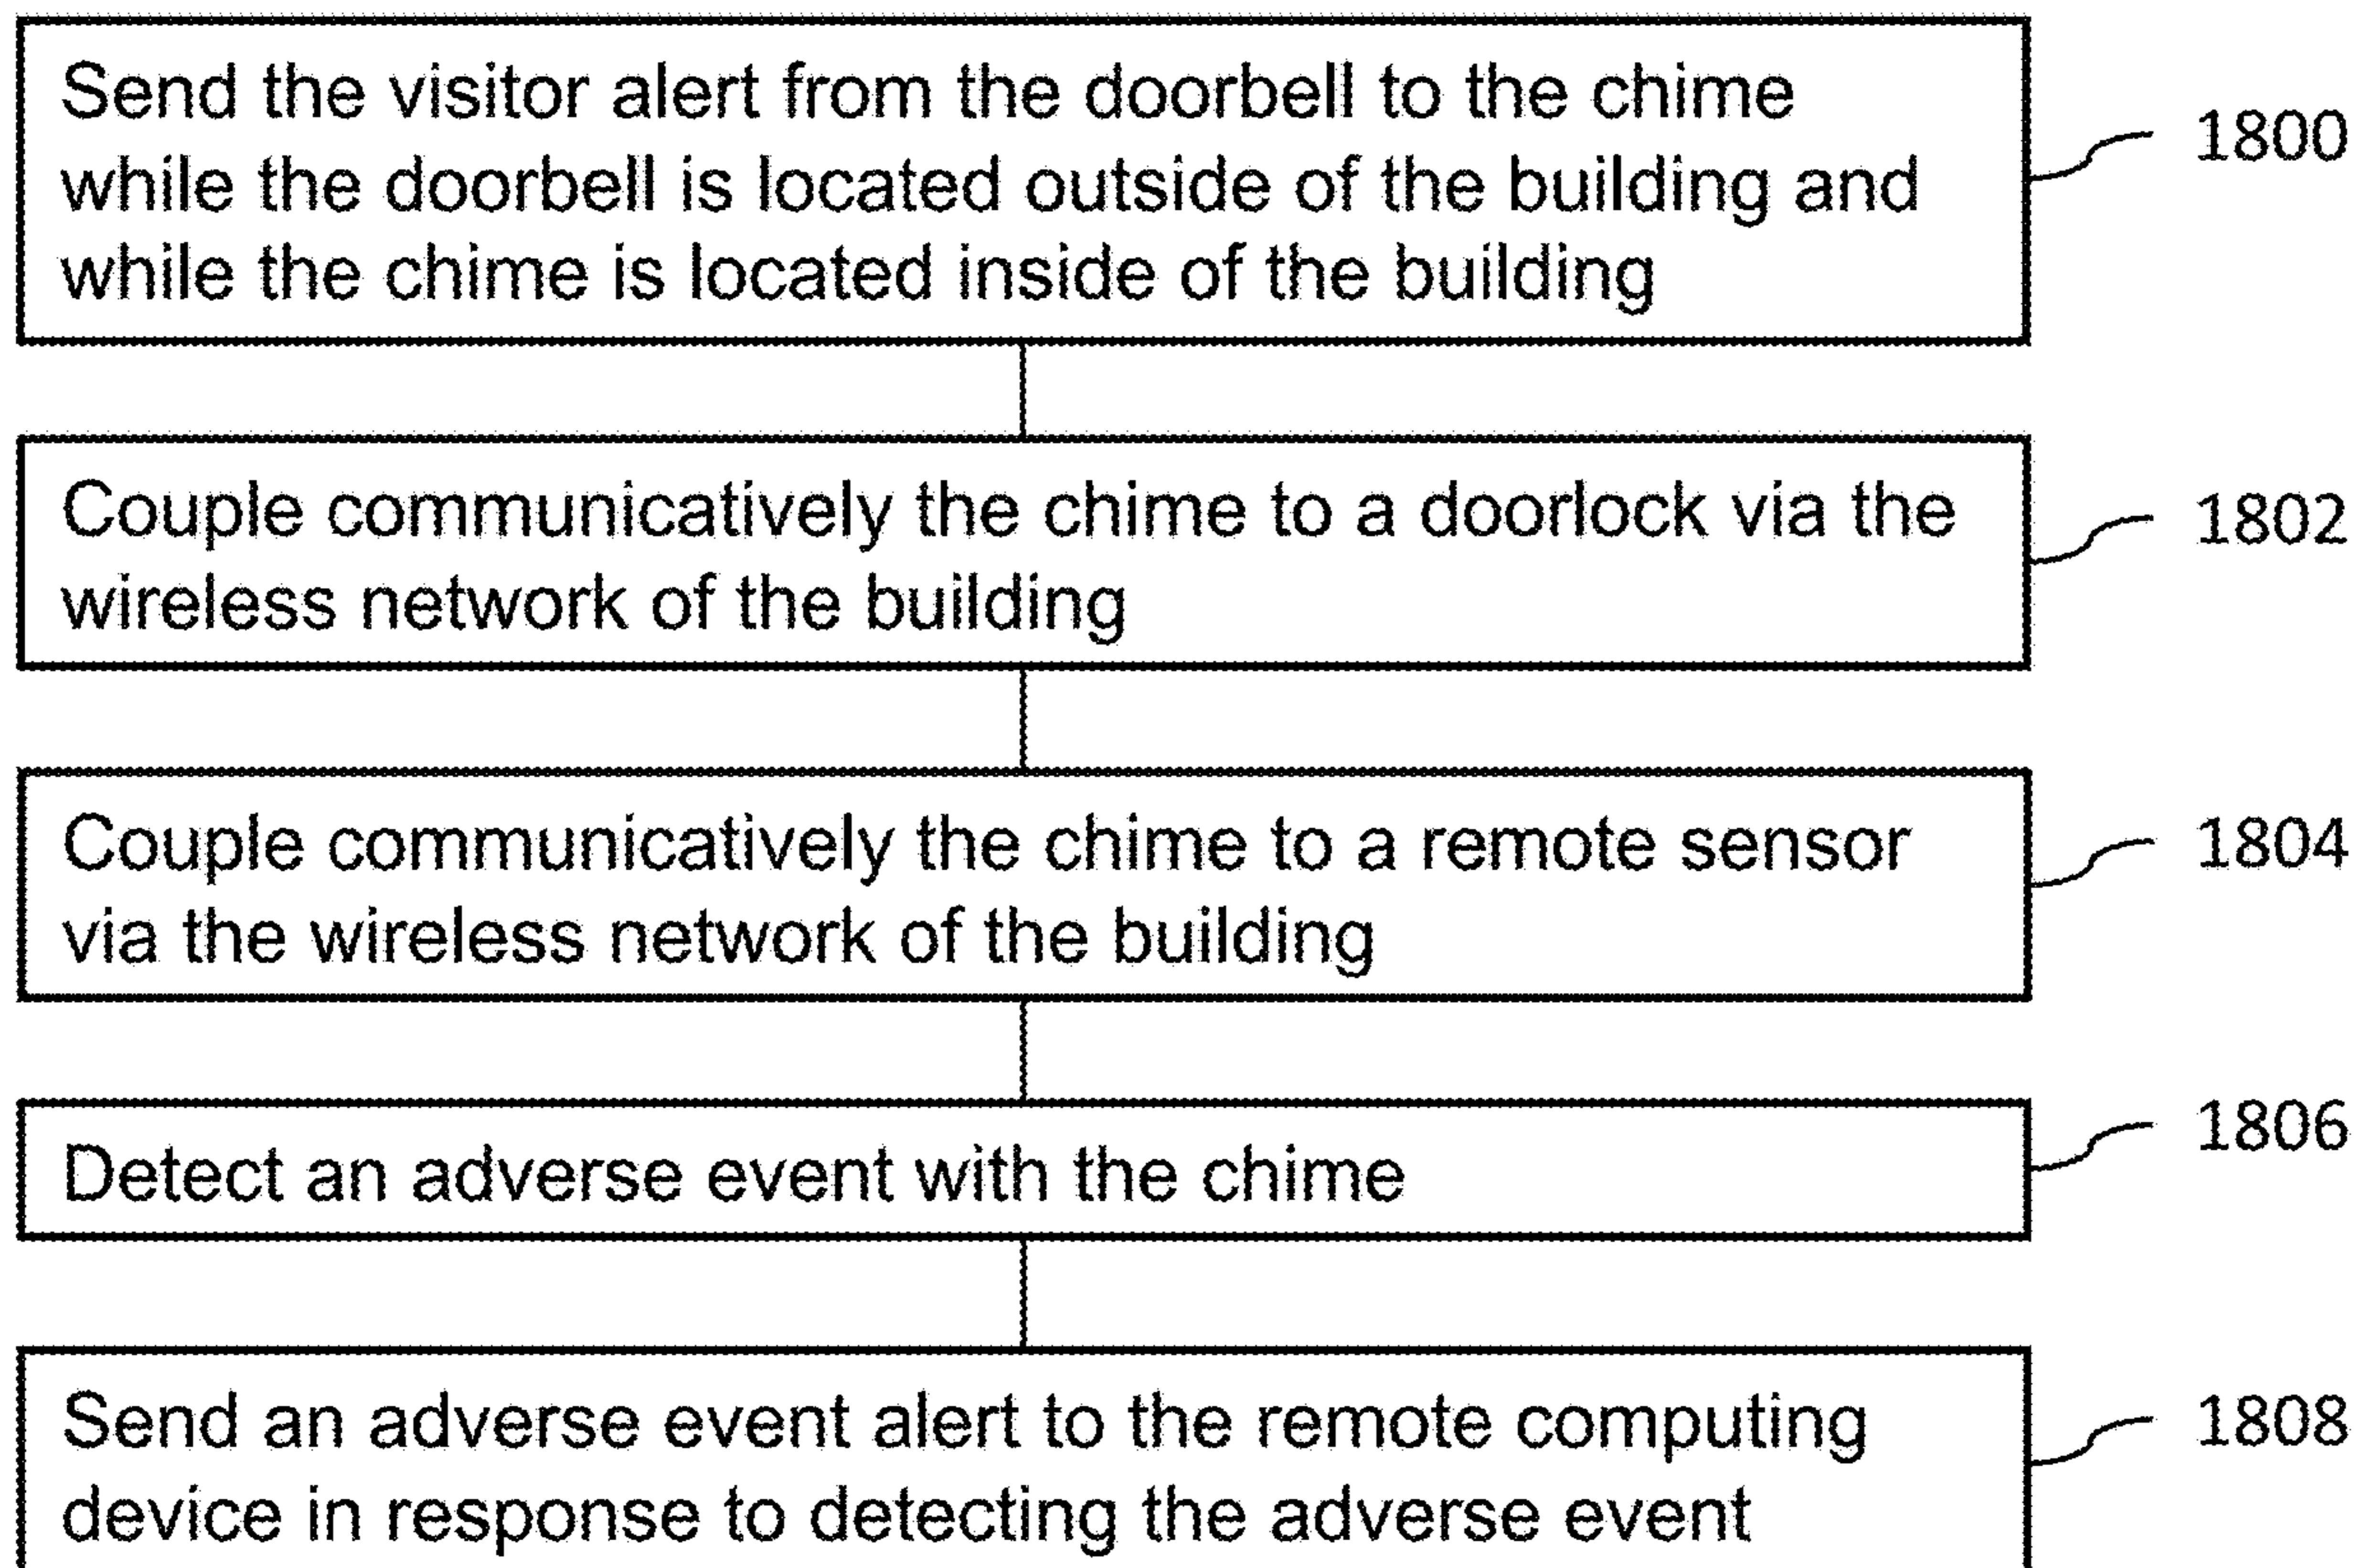 Send the visitor alert from the doorbell to the chime
while the doorbell is located outside of the building and
while the chime is located inside of the building
1800
Couple communicatively the chime to a doorlock via the
wireless network of the building
1802
Couple communicatively the chime to a remote sensor
via the wireless network of the building
1804
Detect an adverse event with the chime
1806
Send an adverse event alert to the remote computing
device in response to detecting the adverse event
1808